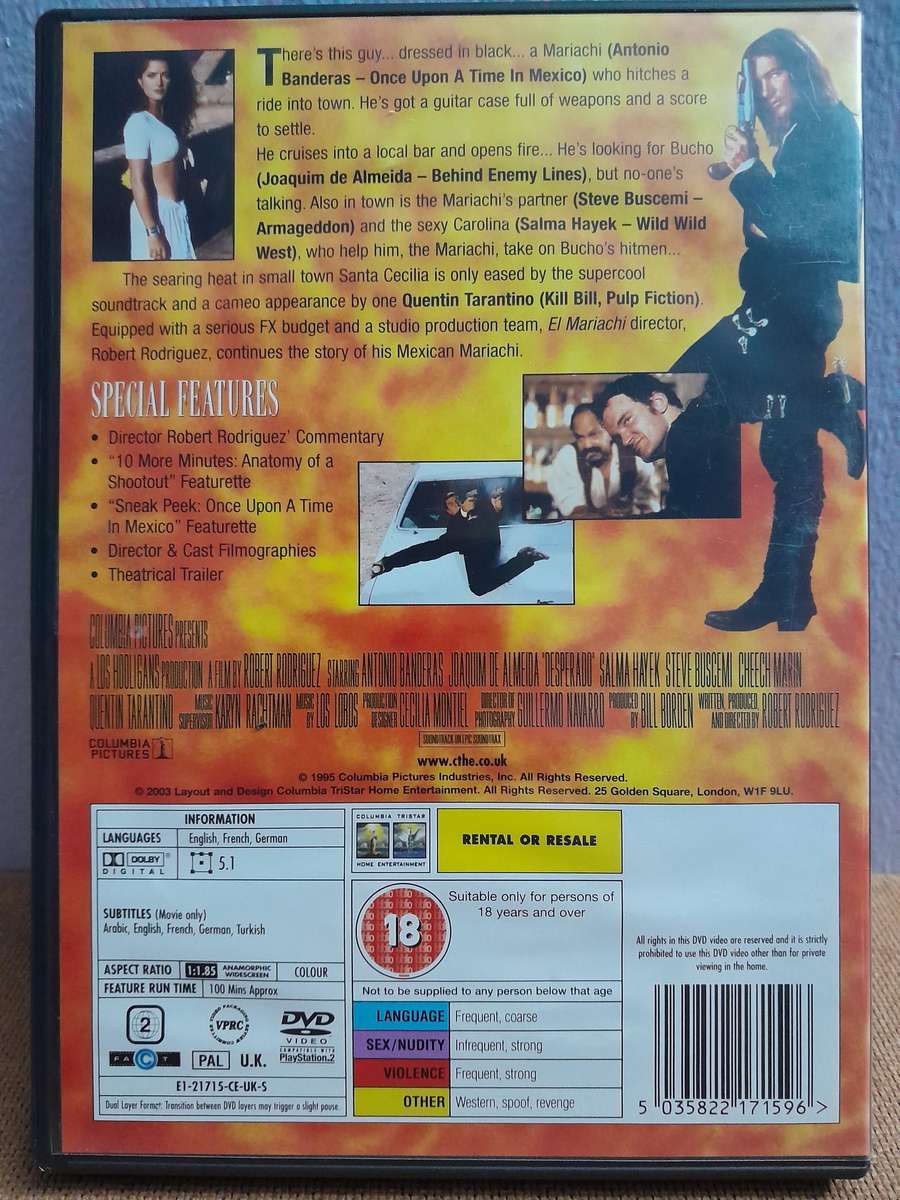 There's this guy... dressed in black... a Mariachi (Antonio
Banderas – Once Upon A Time In Mexico) who hitches a
ride into town. He's got a guitar case full of weapons and a score
to settle.
He cruises into a local bar and opens fire... He's looking for Bucho
(Joaquim de Almeida – Behind Enemy Lines), but no-one's
talking. Also in town is the Mariachi's partner (Steve Buscemi –
Armageddon) and the sexy Carolina (Salma Hayek – Wild Wild
West), who help him, the Mariachi, take on Bucho's hitmen...
The searing heat in small town Santa Cecilia is only eased by the supercool
soundtrack and a cameo appearance by one Quentin Tarantino (Kill Bill, Pulp Fiction).
Equipped with a serious FX budget and a studio production team, El Mariachi director,
Robert Rodriguez, continues the story of his Mexican Mariachi.
SPECIAL FEATURES
• Director Robert Rodriguez' Commentary
• "10 More Minutes: Anatomy of a
Shootout" Featurette
• "Sneak Peek: Once Upon A Time
In Mexico" Featurette
• Director & Cast Filmographies
• Theatrical Trailer
COLUMBIA PICTURES PRESENTS
A LOS HOOLIGANS PRODUCTION A FILM BY ROBERT RODRIGUEZ STARRING ANTONIO BANDERAS JOAQUIM DE ALMEIDA 'DESPERADO' SALMA HAYEK STEVE BUSCEMI CHEECH MARIN
QUENTIN TARANTINO MUSIC SUPERVISOR KARYN RACHTMAN MUSIC BY LOS LOBOS PRODUCTION DESIGNER CECILIA MONTIEL DIRECTOR OF PHOTOGRAPHY GUILLERMO NAVARRO PRODUCED BY BILL BORDEN WRITTEN, PRODUCED AND DIRECTED BY ROBERT RODRIGUEZ
SOUNDTRACK ON EPIC SOUNDTRAX
COLUMBIA
PICTURES
www.cthe.co.uk
© 1995 Columbia Pictures Industries, Inc. All Rights Reserved.
© 2003 Layout and Design Columbia TriStar Home Entertainment. All Rights Reserved. 25 Golden Square, London, W1F 9LU.
INFORMATION
LANGUAGES English, French, German
DOLBY
DIGITAL
5.1
SUBTITLES (Movie only)
Arabic, English, French, German, Turkish
ASPECT RATIO 1:1.85 ANAMORPHIC WIDESCREEN COLOUR
FEATURE RUN TIME 100 Mins Approx
2
VPRC
VIDEO PACKAGING REVIEW COMMITTEE
DVD
VIDEO
COMPATIBLE WITH
PlayStation.2
FACT
PAL U.K.
E1-21715-CE-UK-S
Dual Layer Format. Transition between DVD layers may trigger a slight pause.
COLUMBIA TRISTAR
HOME ENTERTAINMENT
RENTAL OR RESALE
18
Suitable only for persons of
18 years and over
Not to be supplied to any person below that age
LANGUAGE Frequent, coarse
SEX/NUDITY Infrequent, strong
VIOLENCE Frequent, strong
OTHER Western, spoof, revenge
All rights in this DVD video are reserved and it is strictly
prohibited to use this DVD video other than for private
viewing in the home.
5 035822 171596 >